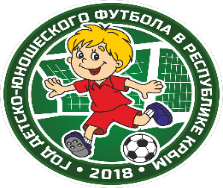 ГОД ДЕТСКО-ЮНОШЕСКОГО ФУТБОЛА В РЕСПУБЛИКЕ КРЫМ
• 2018 •